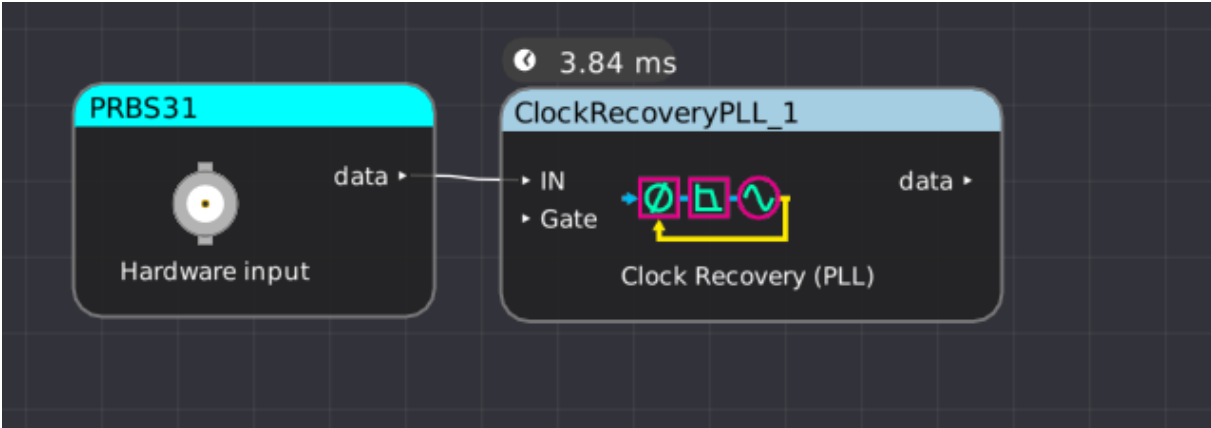 3.84 ms
PRBS31
ClockRecoveryPLL_1
data
IN
data
Gate
Hardware input
Clock Recovery (PLL)